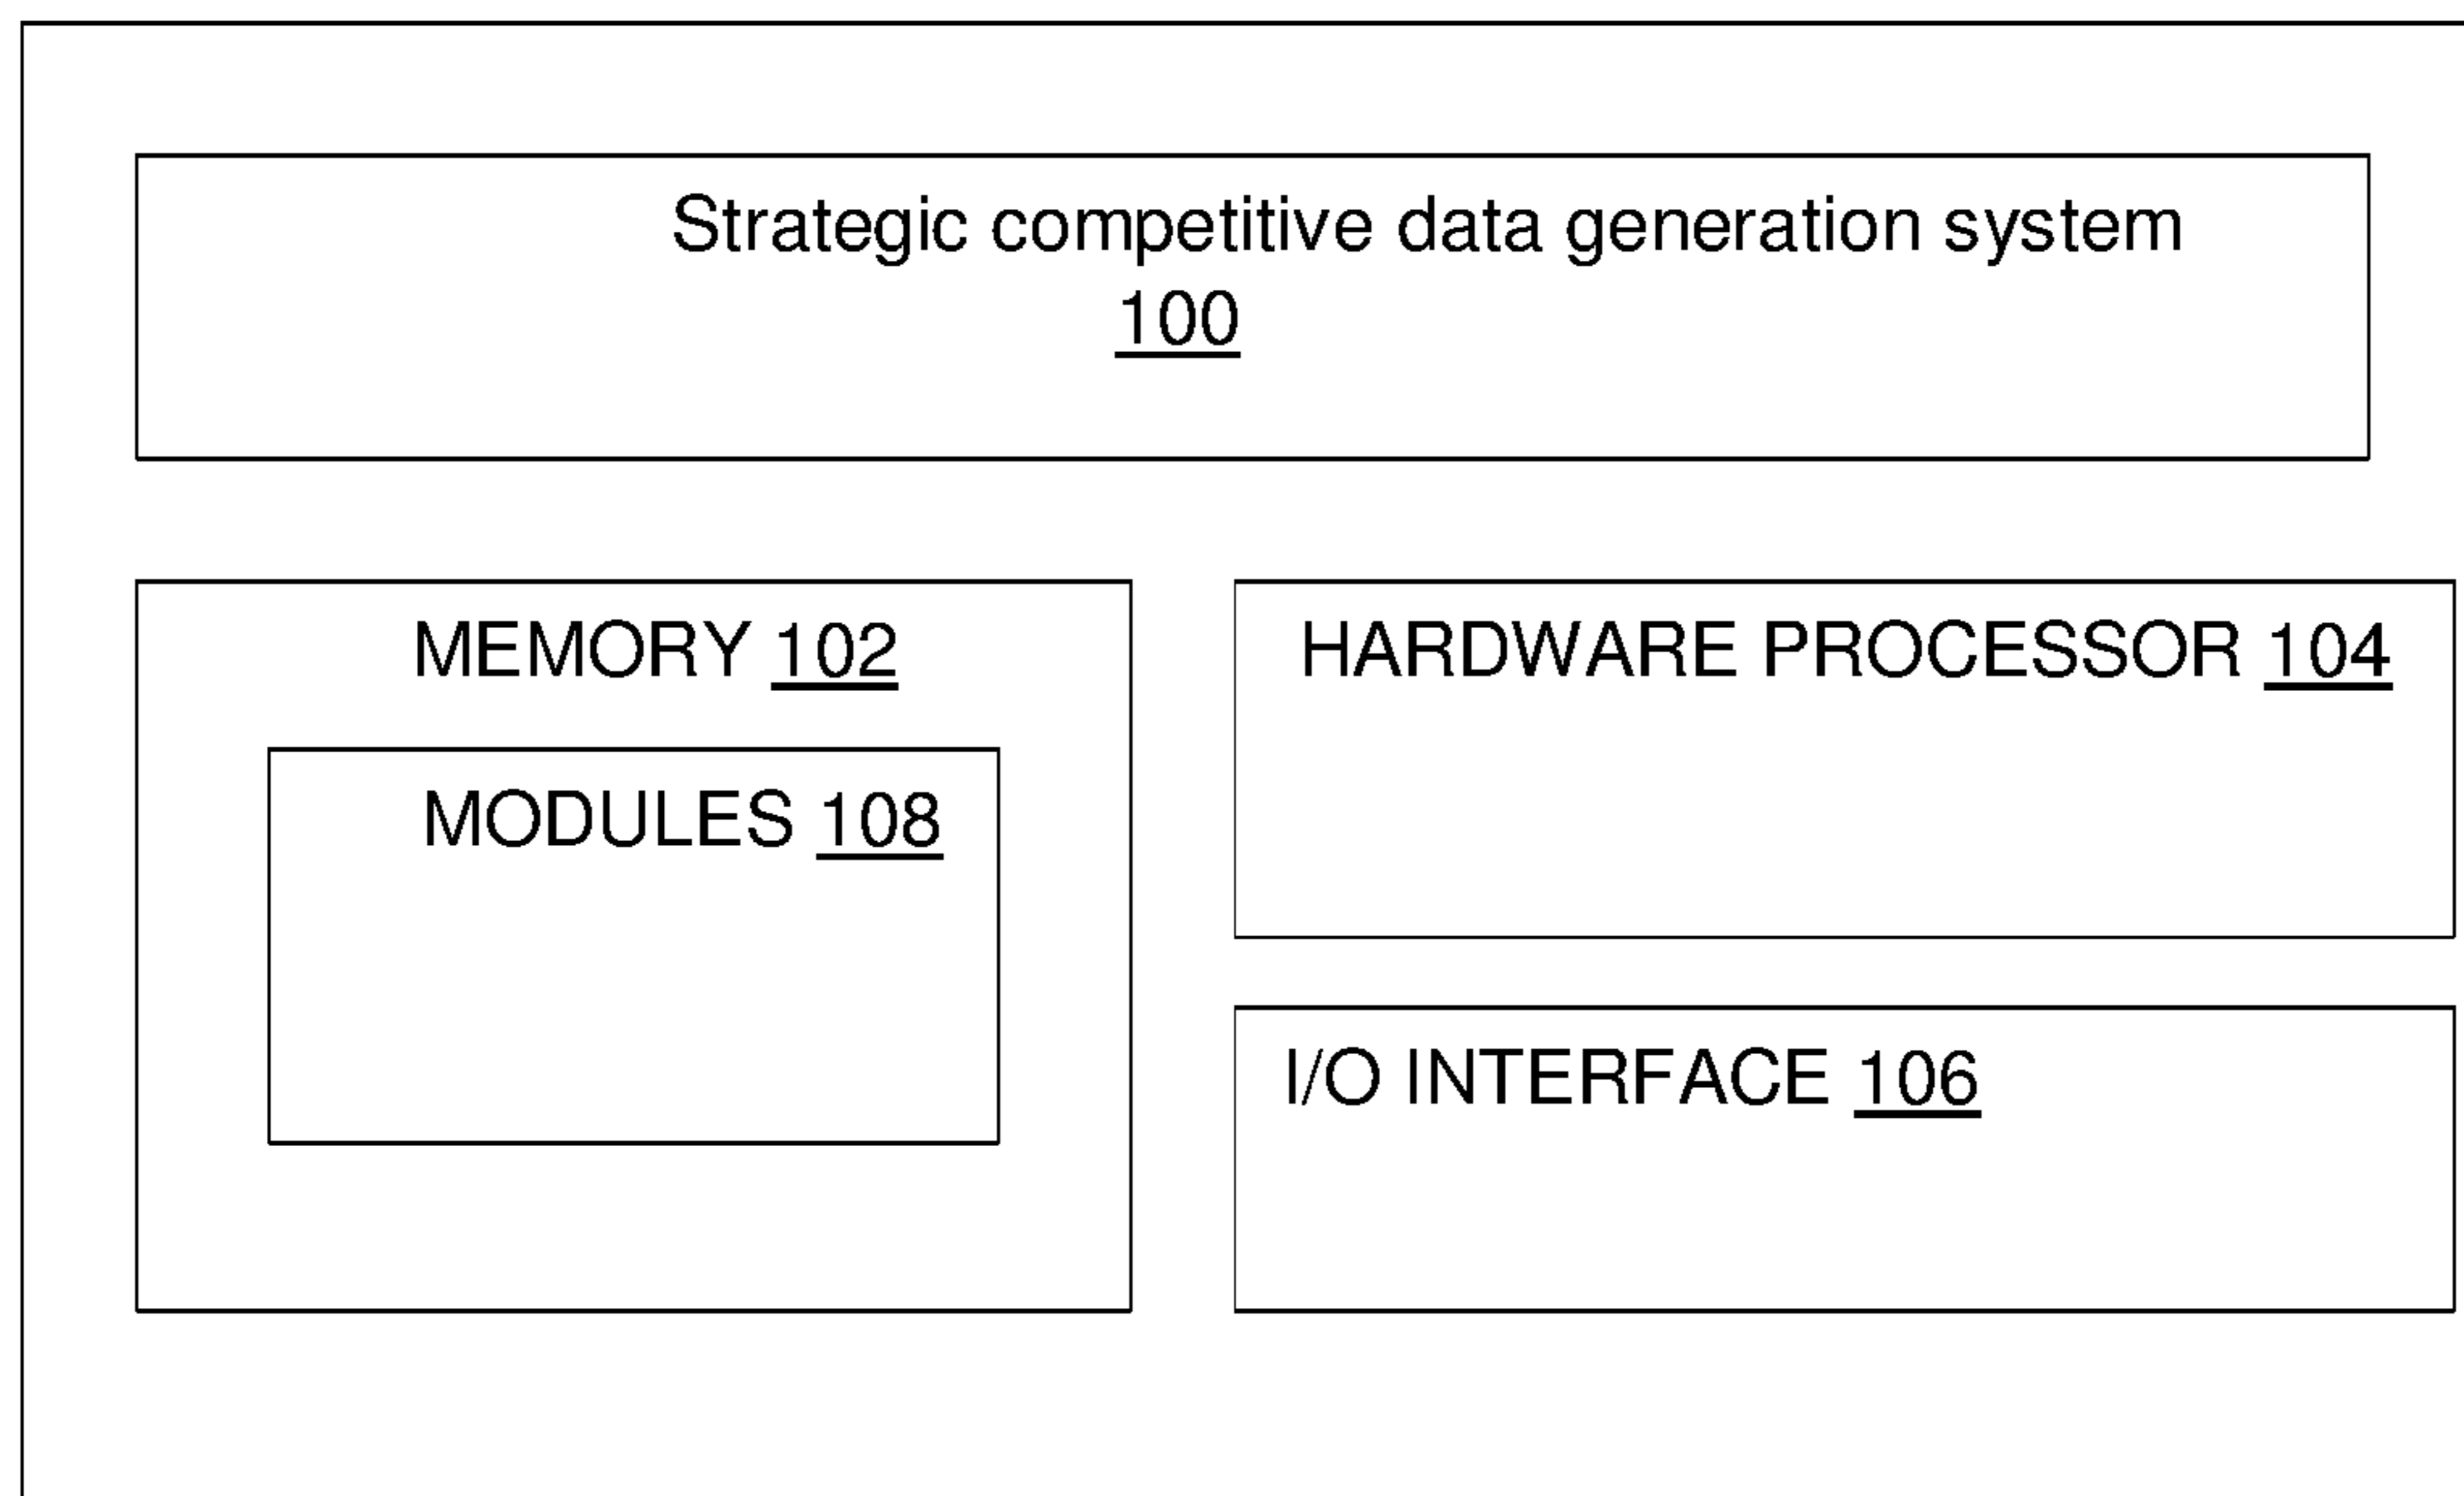 Strategic competitive data generation system
100
MEMORY 102
HARDWARE PROCESSOR 104
MODULES 108
I/O INTERFACE 106